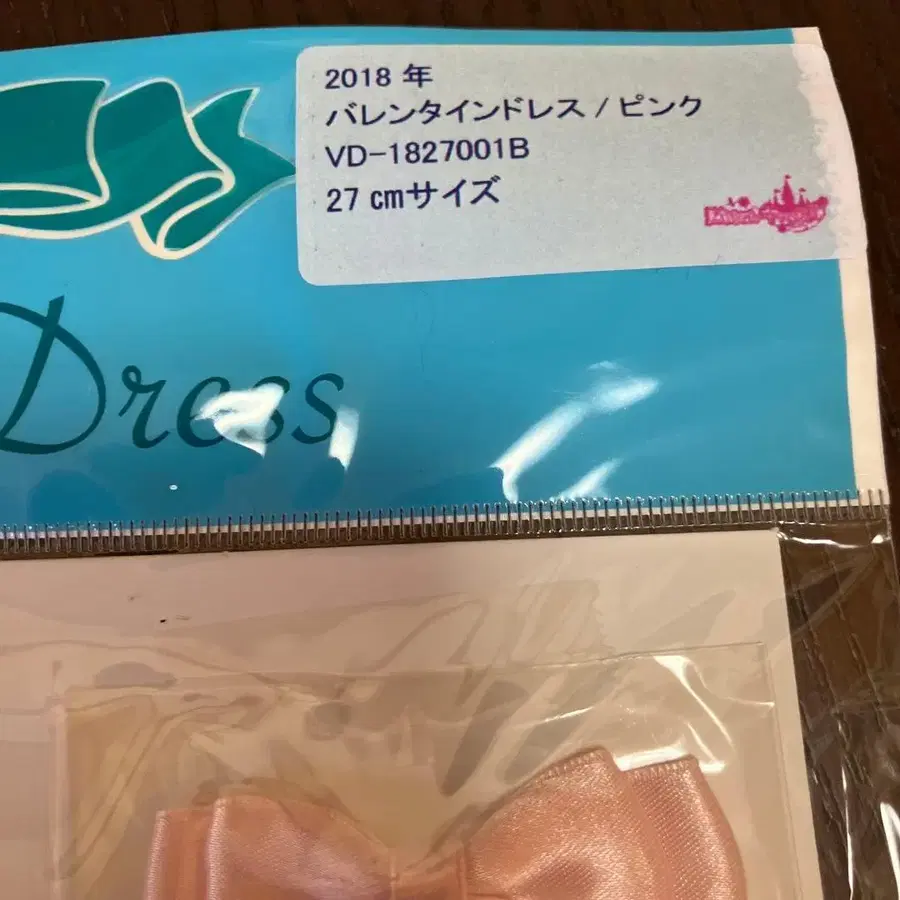 2018 年
バレンタインドレス / ピンク
VD-1827001B
27 cmサイズ
Dress